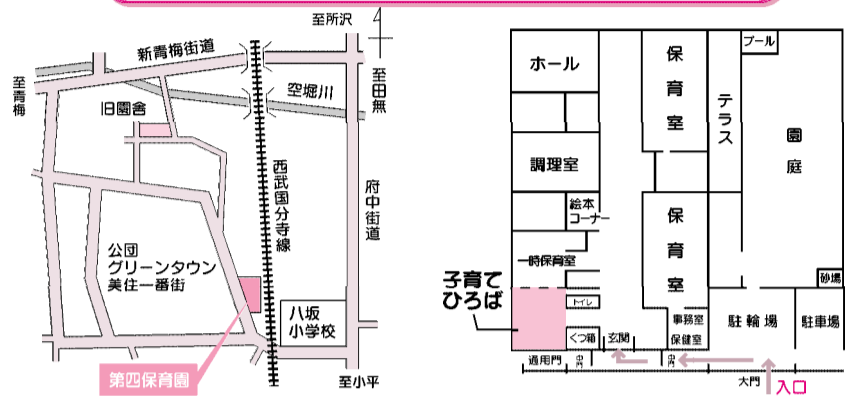 至所沢
新青梅街道
至青梅
至田無
空堀川
旧園舎
西武国分寺線
府中街道
公団
グリーンタウン
美住一番街
八坂
小学校
第四保育園
至小平
ホール
保育室
プール
テラス
園庭
調理室
絵本
コーナー
保育室
一時保育室
砂場
子育て
ひろば
トイレ
事務室
保健室
駐輪場
駐車場
くつ箱
玄関
通用門
大門
入口